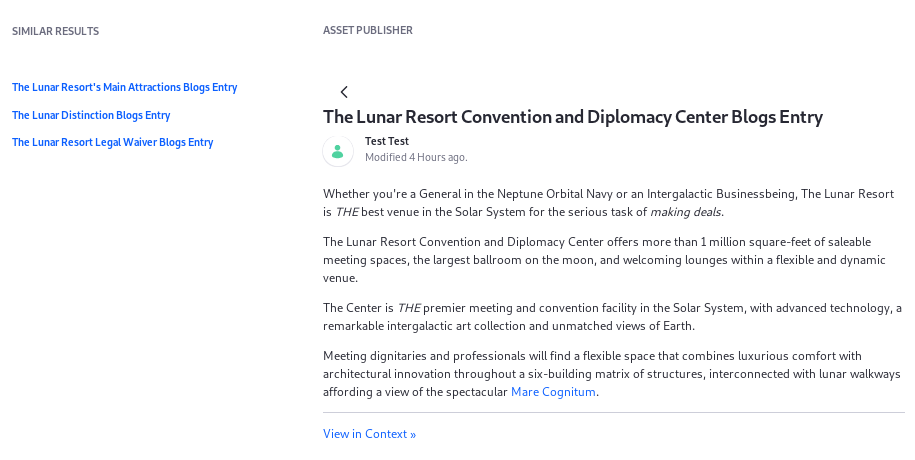 SIMILAR RESULTS
The Lunar Resort's Main Attractions Blogs Entry
The Lunar Distinction Blogs Entry
The Lunar Resort Legal Waiver Blogs Entry
ASSET PUBLISHER
The Lunar Resort Convention and Diplomacy Center Blogs Entry
Test Test
Modified 4 Hours ago.
Whether you're a General in the Neptune Orbital Navy or an Intergalactic Businessbeing, The Lunar Resort
is THE best venue in the Solar System for the serious task of making deals.
The Lunar Resort Convention and Diplomacy Center offers more than 1 million square-feet of saleable
meeting spaces, the largest ballroom on the moon, and welcoming lounges within a flexible and dynamic
venue.
The Center is THE premier meeting and convention facility in the Solar System, with advanced technology, a
remarkable intergalactic art collection and unmatched views of Earth.
Meeting dignitaries and professionals will find a flexible space that combines luxurious comfort with
architectural innovation throughout a six-building matrix of structures, interconnected with lunar walkways
affording a view of the spectacular Mare Cognitum.
View in Context »